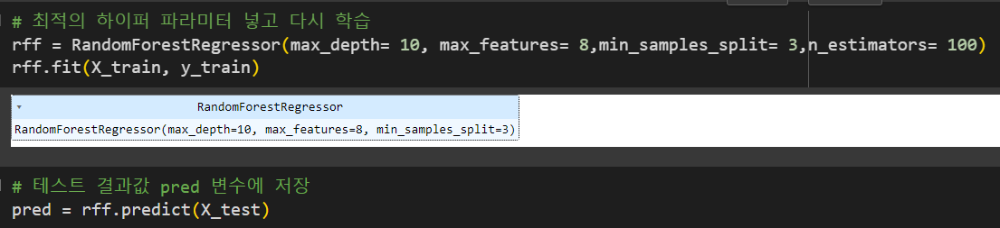 # 최적의 하이퍼 파라미터 넣고 다시 학습
rff = RandomForestRegressor(max_depth= 10, max_features= 8,min_samples_split= 3,n_estimators= 100)
rff.fit(X_train, y_train)
RandomForestRegressor
RandomForestRegressor(max_depth=10, max_features=8, min_samples_split=3)
# 테스트 결과값 pred 변수에 저장
pred = rff.predict(X_test)